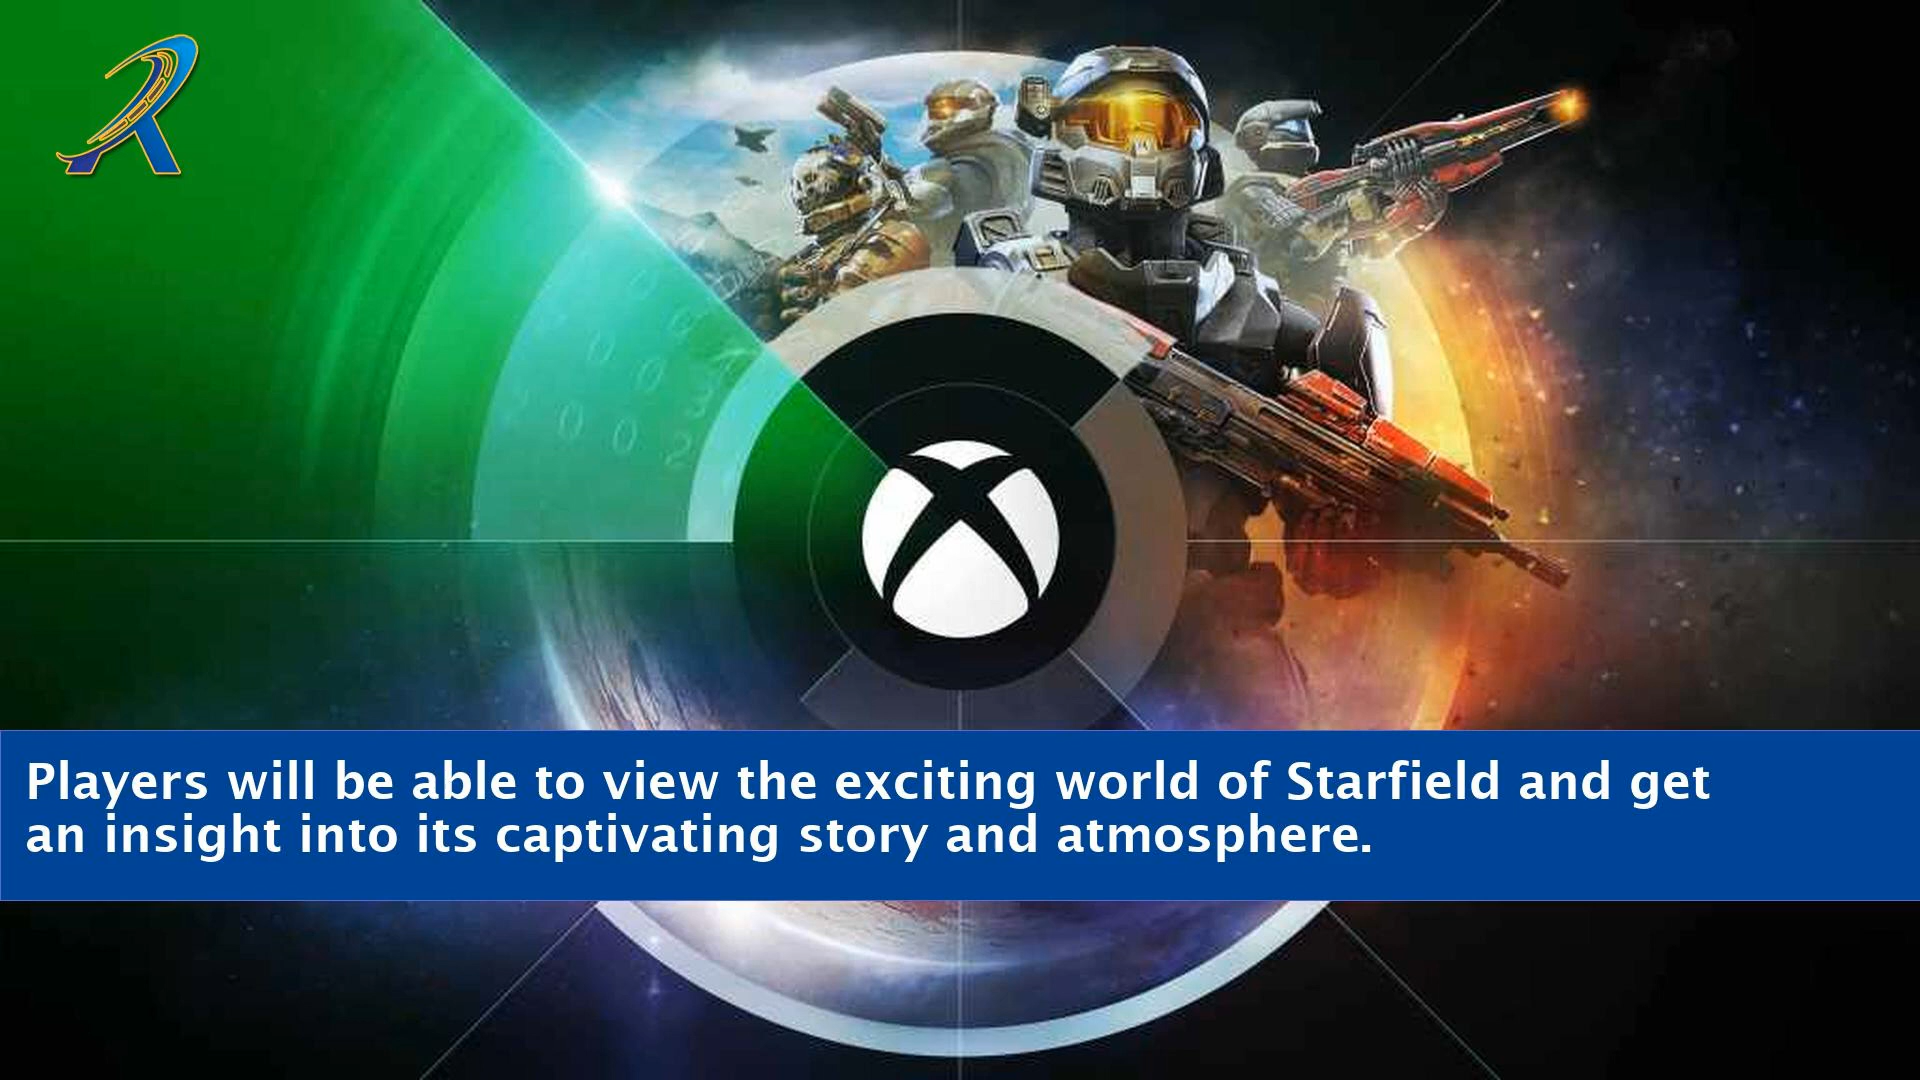 Players will be able to view the exciting world of Starfield and get
an insight into its captivating story and atmosphere.